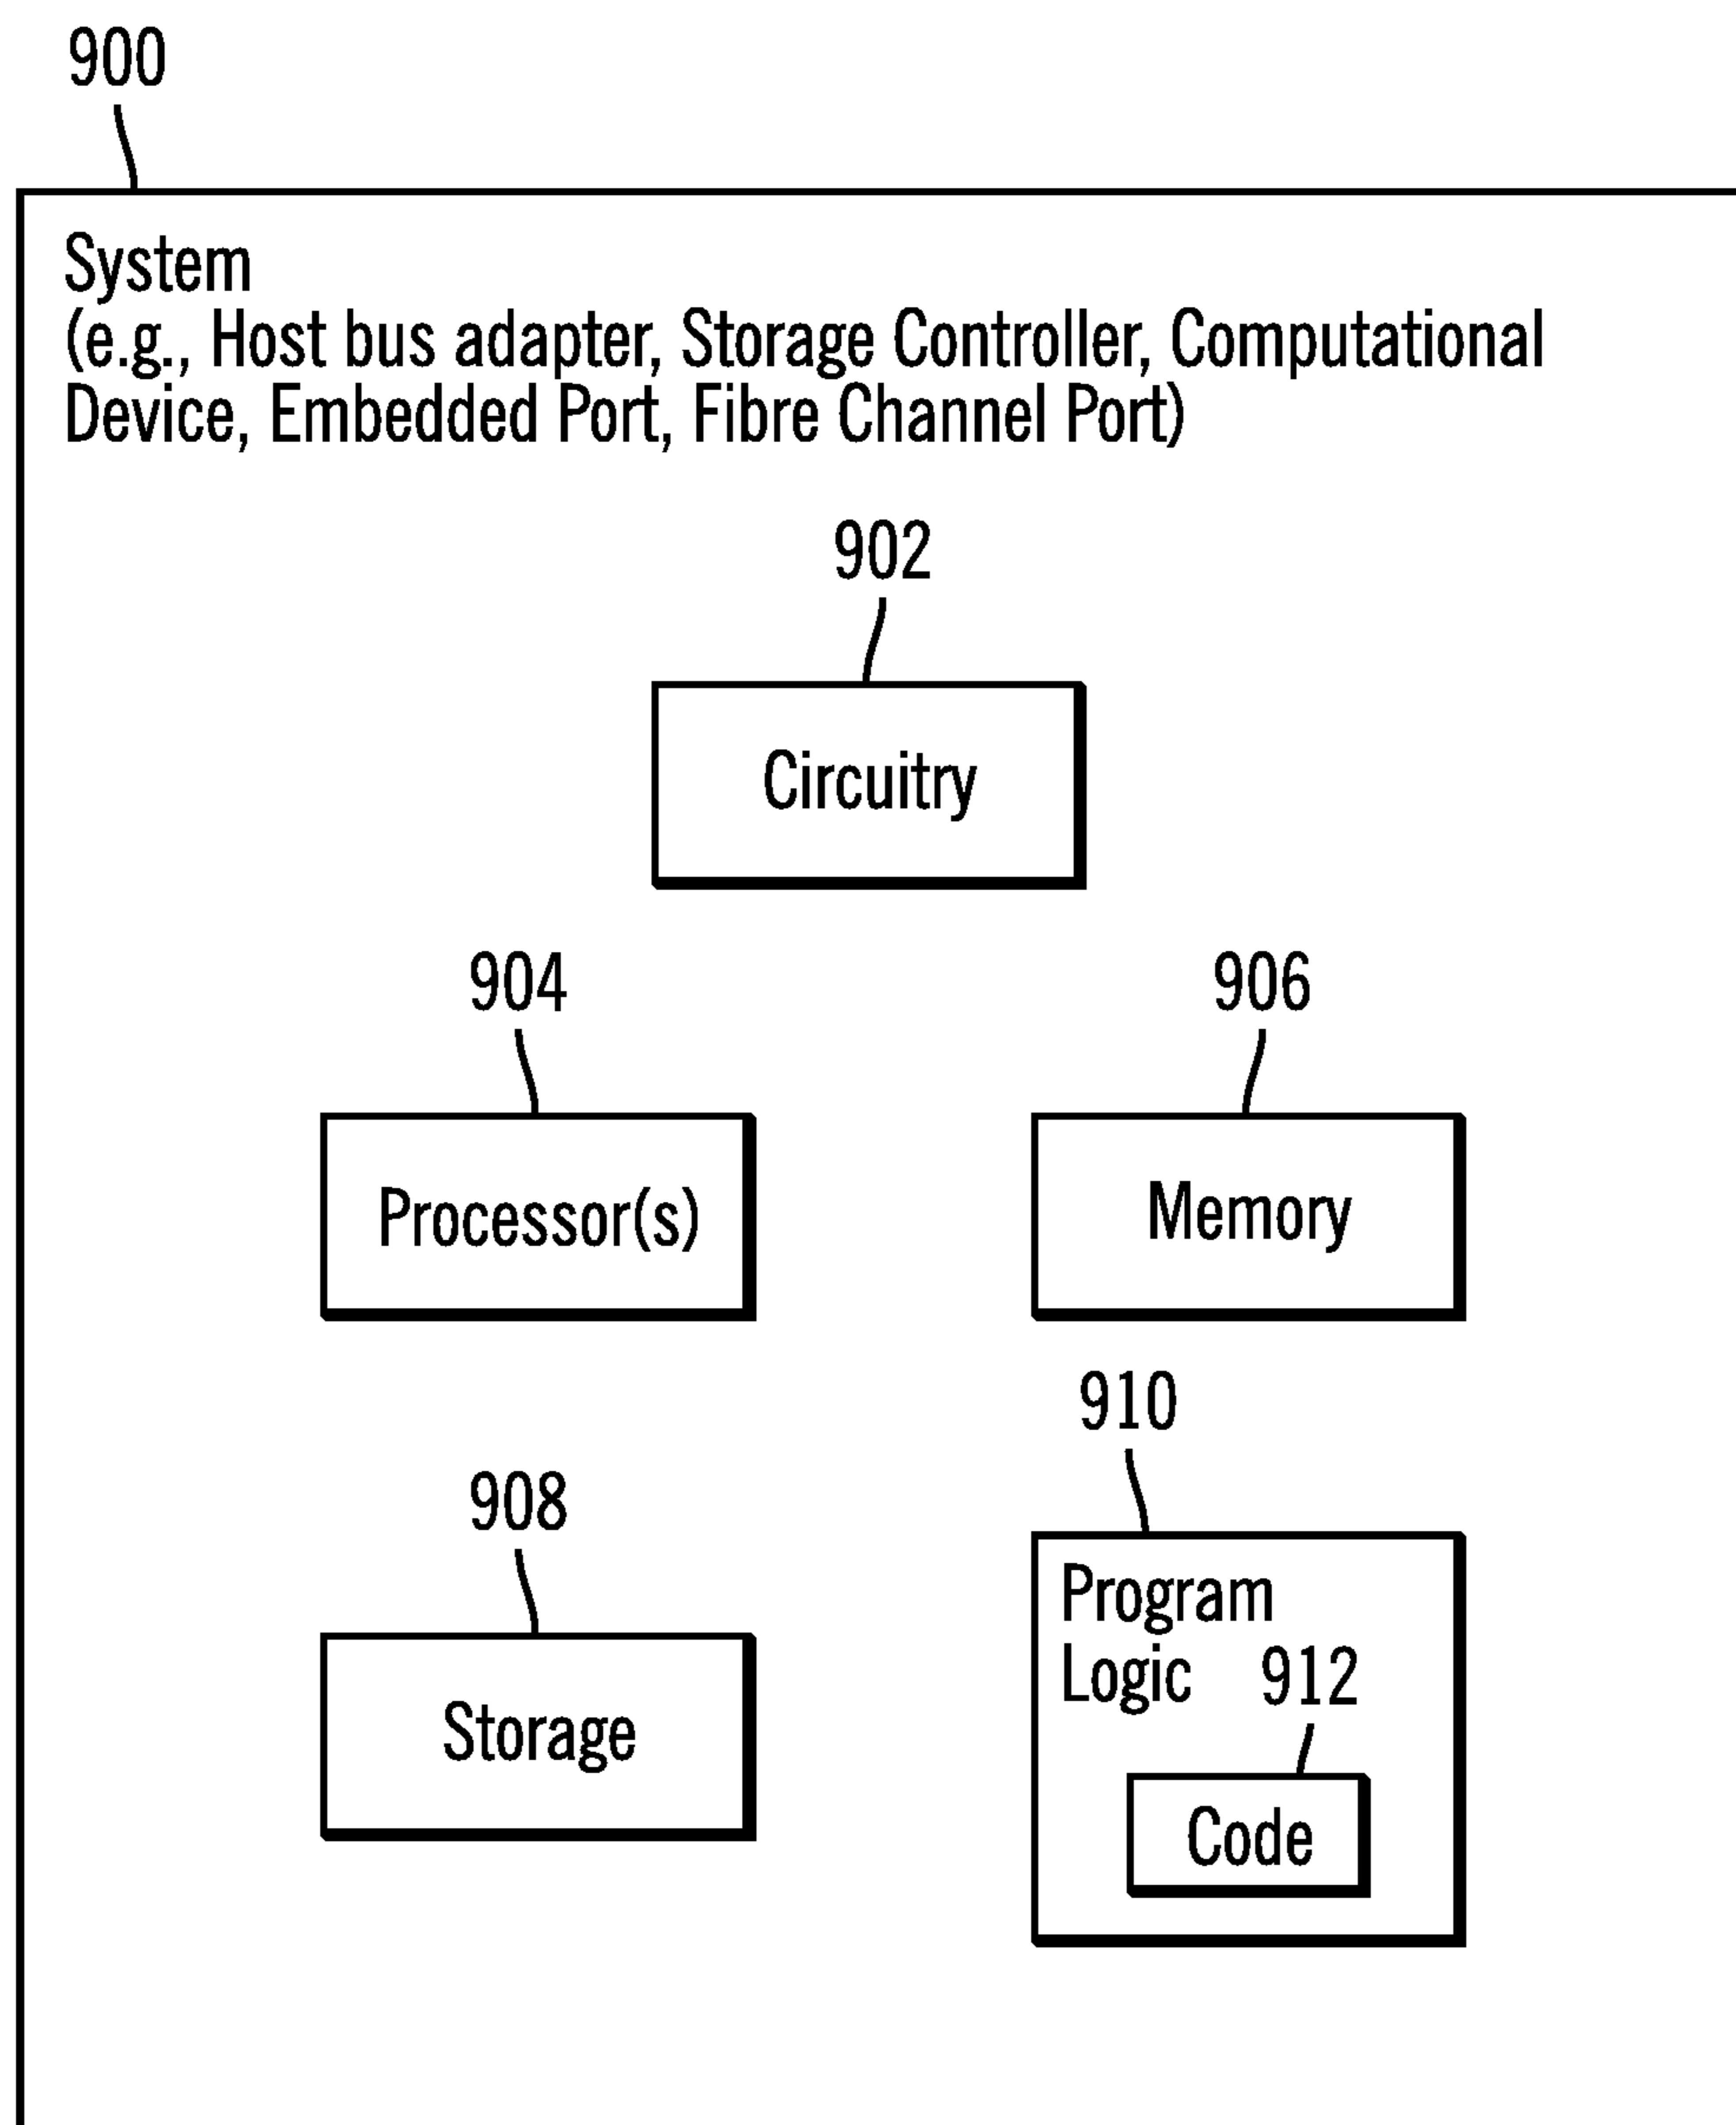 900
System
(e.g., Host bus adapter, Storage Controller, Computational
Device, Embedded Port, Fibre Channel Port)
902
Circuitry
904
906
Processor(s)
Memory
910
908
Program
Logic 912
Storage
Code